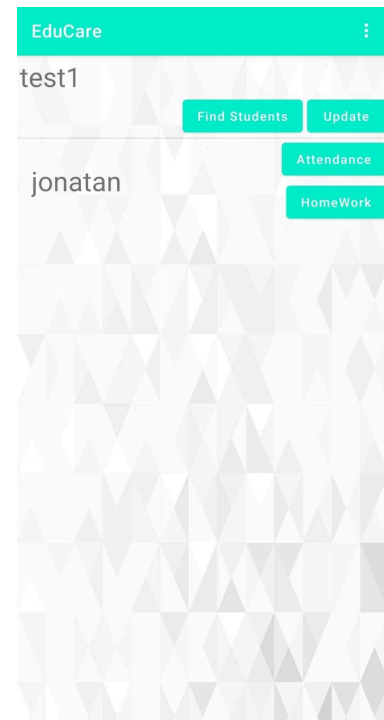 EduCare
test1
Find Students Update
Attendance
jonatan
HomeWork